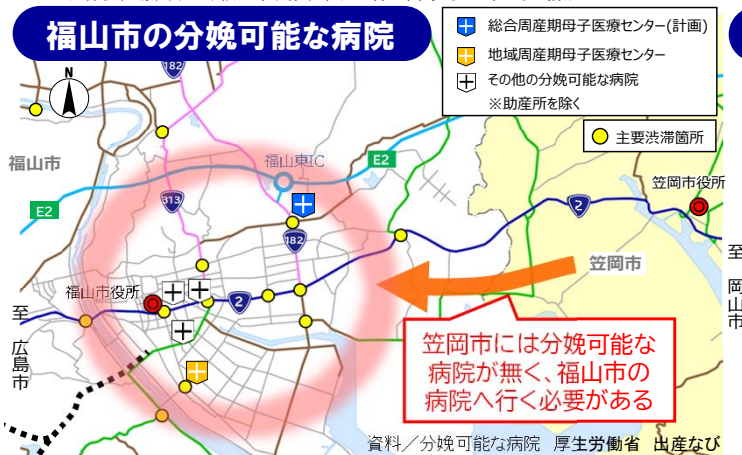 福山市の分娩可能な病院
総合周産期母子医療センター(計画)
地域周産期母子医療センター
その他の分娩可能な病院
※助産所を除く
主要渋滞箇所
N
182
福山市
福山東IC
E2
笠岡市役所
E2
313
2
182
笠岡市
福山市役所
2
至 広島市
至 岡山市
笠岡市には分娩可能な
病院が無く、福山市の
病院へ行く必要がある
資料／分娩可能な病院 厚生労働省 出産なび